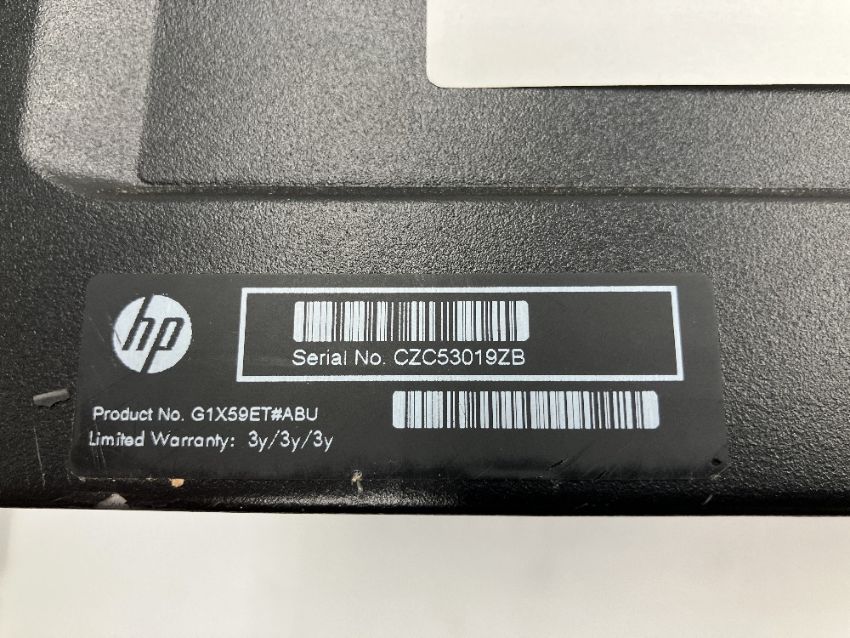 hp
Serial No. CZC53019ZB
Product No. G1X59ET#ABU
Limited Warranty: 3y/3y/3y